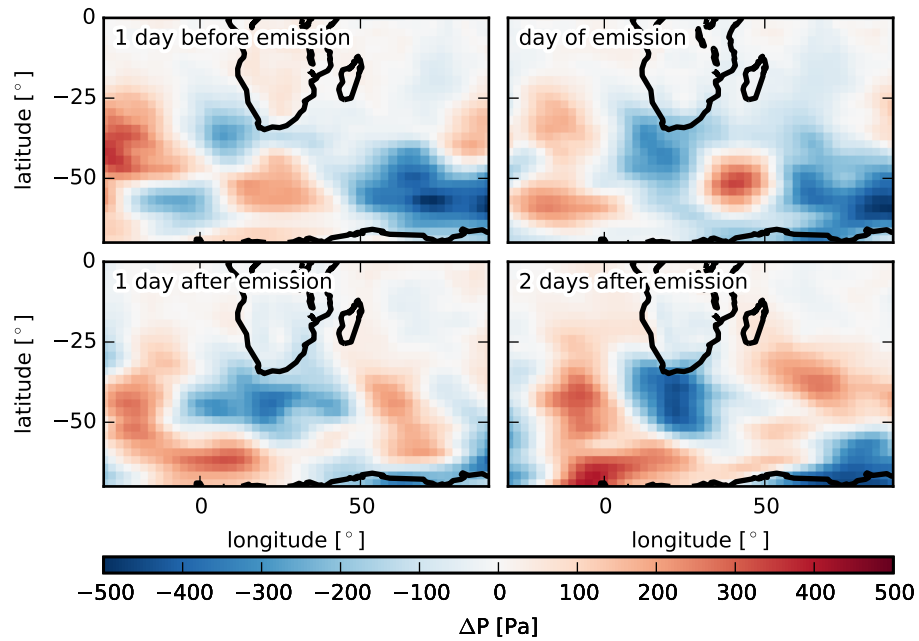 1 day before emission
day of emission
0
−25
−50
latitude [°]
1 day after emission
2 days after emission
0
−25
−50
latitude [°]
0
50
0
50
longitude [°]
longitude [°]
−500
−400
−300
−200
−100
0
100
200
300
400
500
ΔP [Pa]